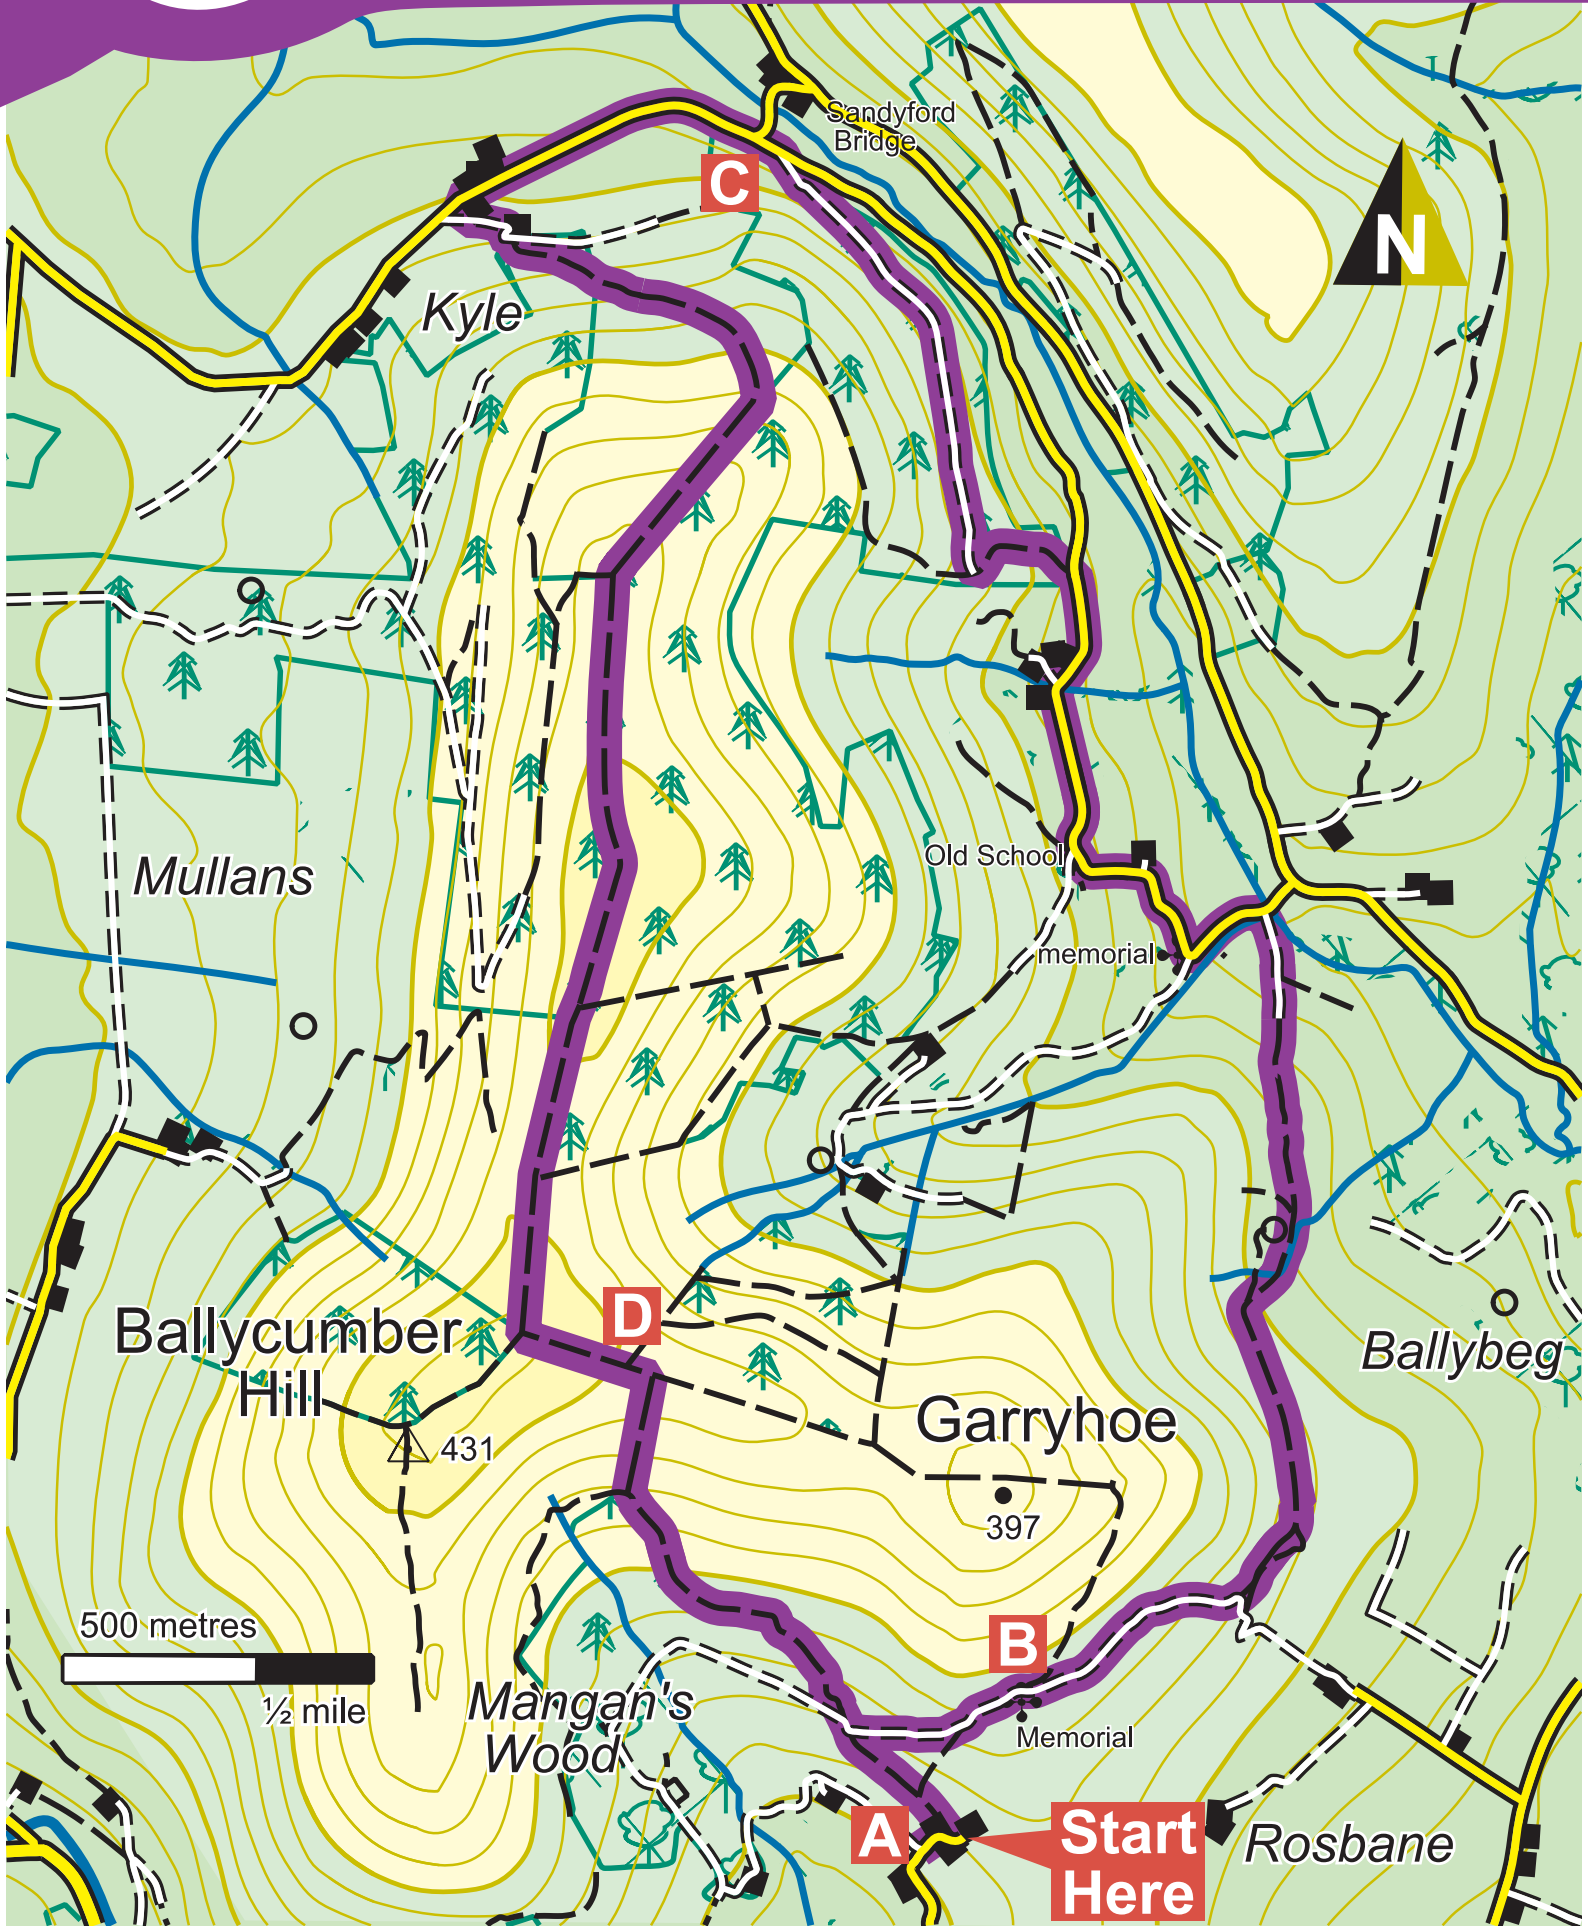 Sandyford
Bridge
C
N
Kyle
Mullans
Old School
memorial
D
Ballycumber
Hill
431
Ballybeg
Garryhoe
397
500 metres
½ mile
B
Mangan's
Wood
Memorial
A
Start
Here
Rosbane